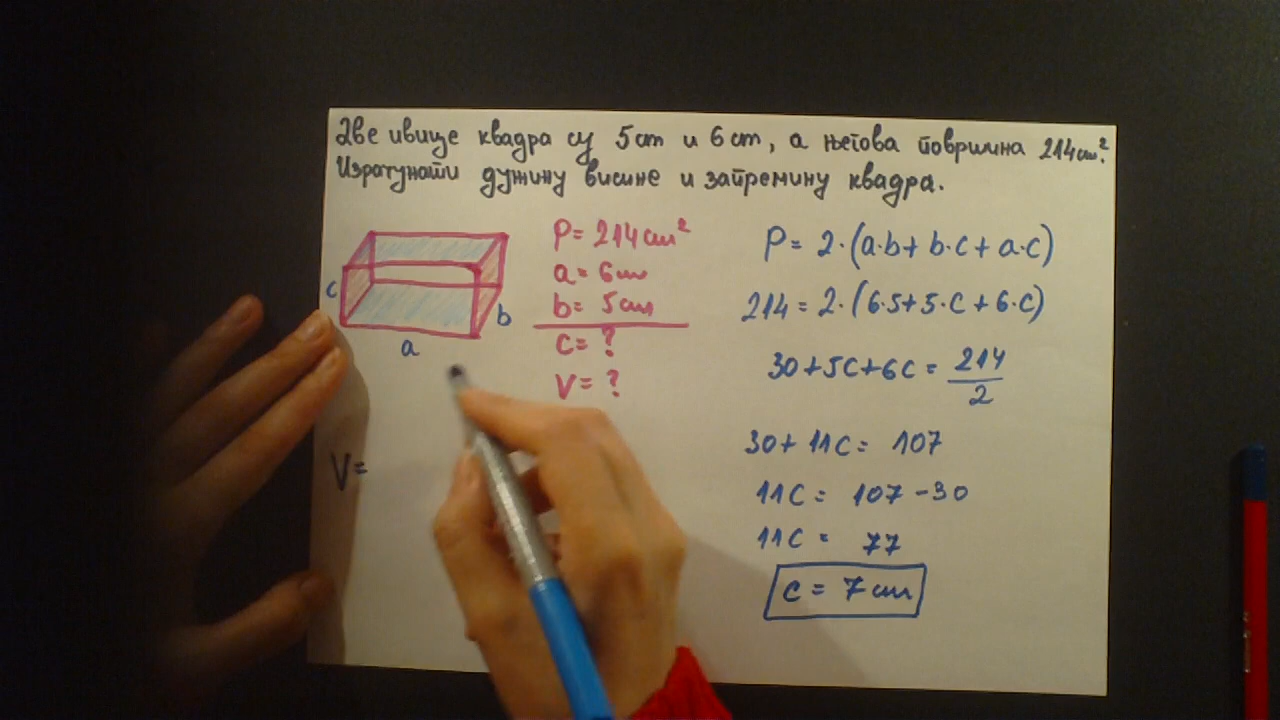 Две ивице квадра су 5cm и 6cm, а његова површина 214cm².
Израчунати дужину висине и запремину квадра.
c
b
a
P = 214cm²
a = 6cm
b = 5cm
c = ?
V = ?
V =
P = 2·(a·b + b·c + a·c)
214 = 2·(6·5 + 5·c + 6·c)
30 + 5c + 6c = 214/2
30 + 11c = 107
11c = 107 - 30
11c = 77
c = 7cm